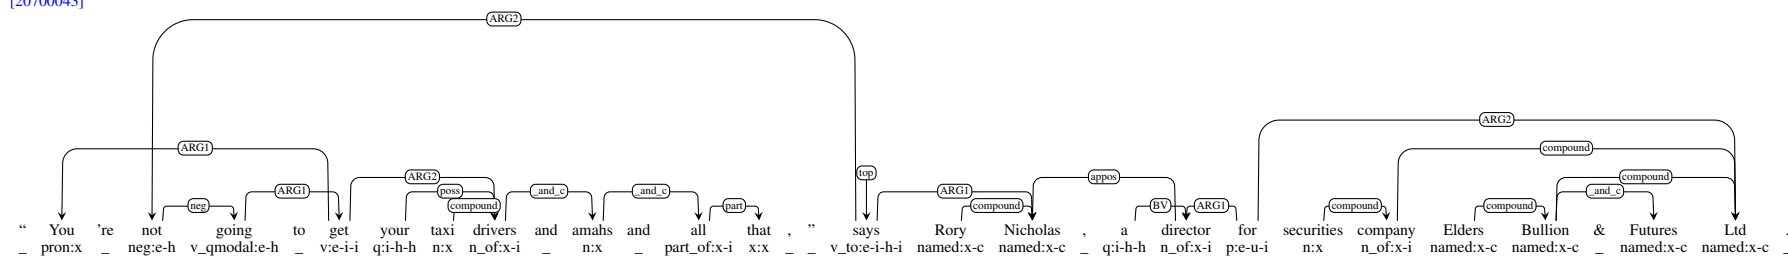 [20700043]
ARG2
ARG2
ARG1 compound
top
ARG2 appos compound
ARG1 poss _and_c _and_c ARG1 _and_c
neg compound part compound BV ARG1 compound compound
“ You 're not going to get your taxi drivers and amahs and all that , ” says Rory Nicholas , a director for securities company Elders Bullion & Futures Ltd .
_ pron:x _ neg:e-h v_qmodal:e-h _ v:e-i-i q:i-h-h n:x n_of:x-i _ n:x _ part_of:x-i x:x _ _ v_to:e-i-h-i named:x-c named:x-c _ q:i-h-h n_of:x-i p:e-u-i n:x n_of:x-i named:x-c named:x-c _ named:x-c named:x-c _